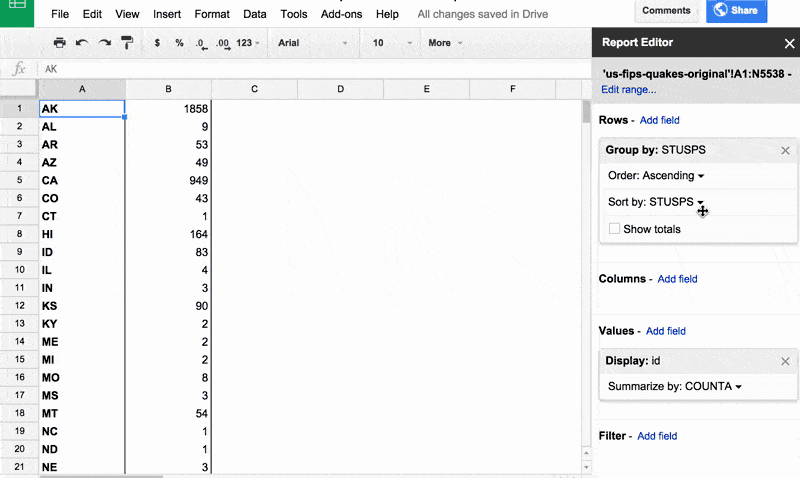 File Edit View Insert Format Data Tools Add-ons Help All changes saved in Drive Comments Share
$ % .0 .00 123 Arial 10 More
Report Editor
fx AK
'us-fips-quakes-original'!A1:N5538 -
Edit range...
A B C D E F
1 AK 1858
2 AL 9
3 AR 53
4 AZ 49
5 CA 949
6 CO 43
7 CT 1
8 HI 164
9 ID 83
10 IL 4
11 IN 3
12 KS 90
13 KY 2
14 ME 2
15 MI 2
16 MO 8
17 MS 3
18 MT 54
19 NC 1
20 ND 1
21 NE 3
Rows - Add field
Group by: STUSPS
Order: Ascending
Sort by: STUSPS
Show totals
Columns - Add field
Values - Add field
Display: id
Summarize by: COUNTA
Filter - Add field